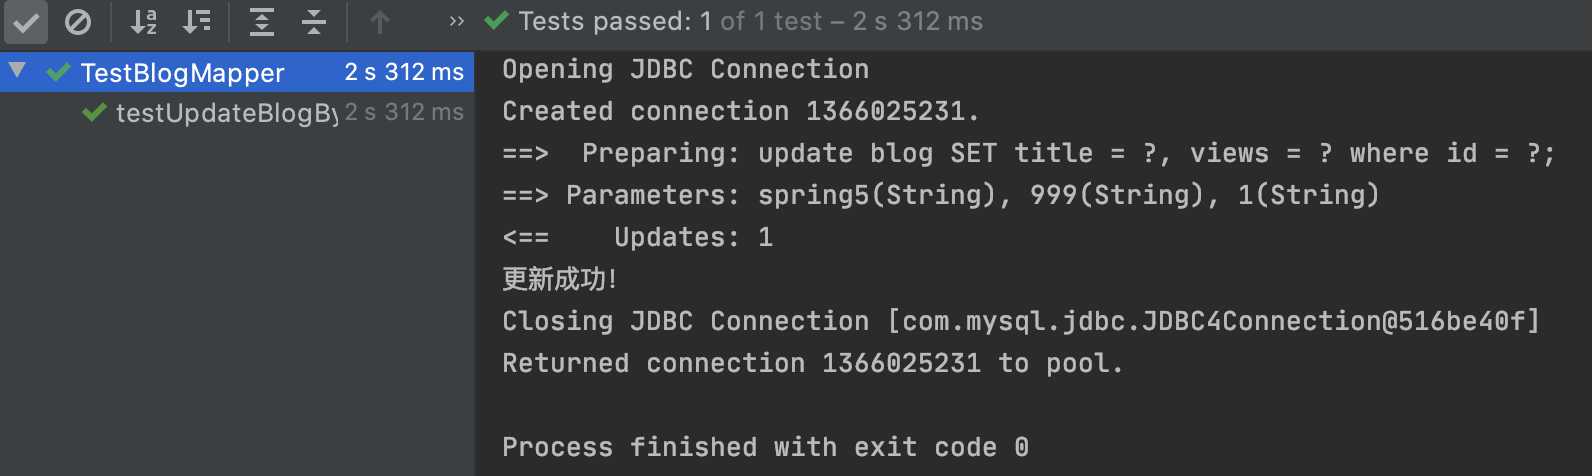 Tests passed: 1 of 1 test – 2 s 312 ms
TestBlogMapper 2 s 312 ms
testUpdateBlogBy 2 s 312 ms
Opening JDBC Connection
Created connection 1366025231.
==>  Preparing: update blog SET title = ?, views = ? where id = ?;
==> Parameters: spring5(String), 999(String), 1(String)
<==    Updates: 1
更新成功!
Closing JDBC Connection [com.mysql.jdbc.JDBC4Connection@516be40f]
Returned connection 1366025231 to pool.
Process finished with exit code 0